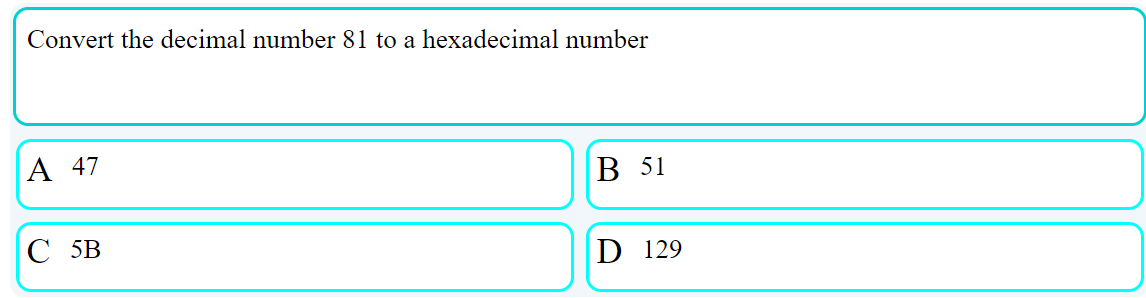 Convert the decimal number 81 to a hexadecimal number
A 47
B 51
C 5B
D 129